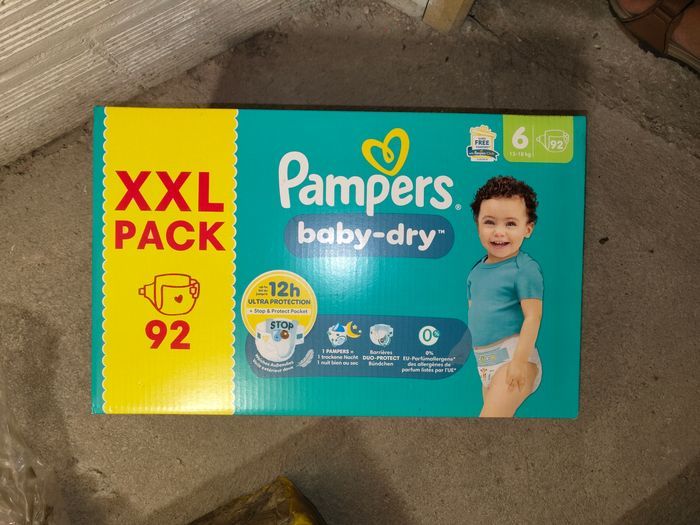 XXL
PACK
92
Pampers®
baby-dry™
FREE
6
13-18 kg
92
12h
ULTRA PROTECTION
+ Stop & Protect Pocket
STOP
1 PAMPERS =
1 trockene Nacht
1 nuit bien au sec
Barrières
DUO-PROTECT
Bündchen
0%
0%
EU-Parfümallergene*
des allergènes de
parfum listés par l'UE*